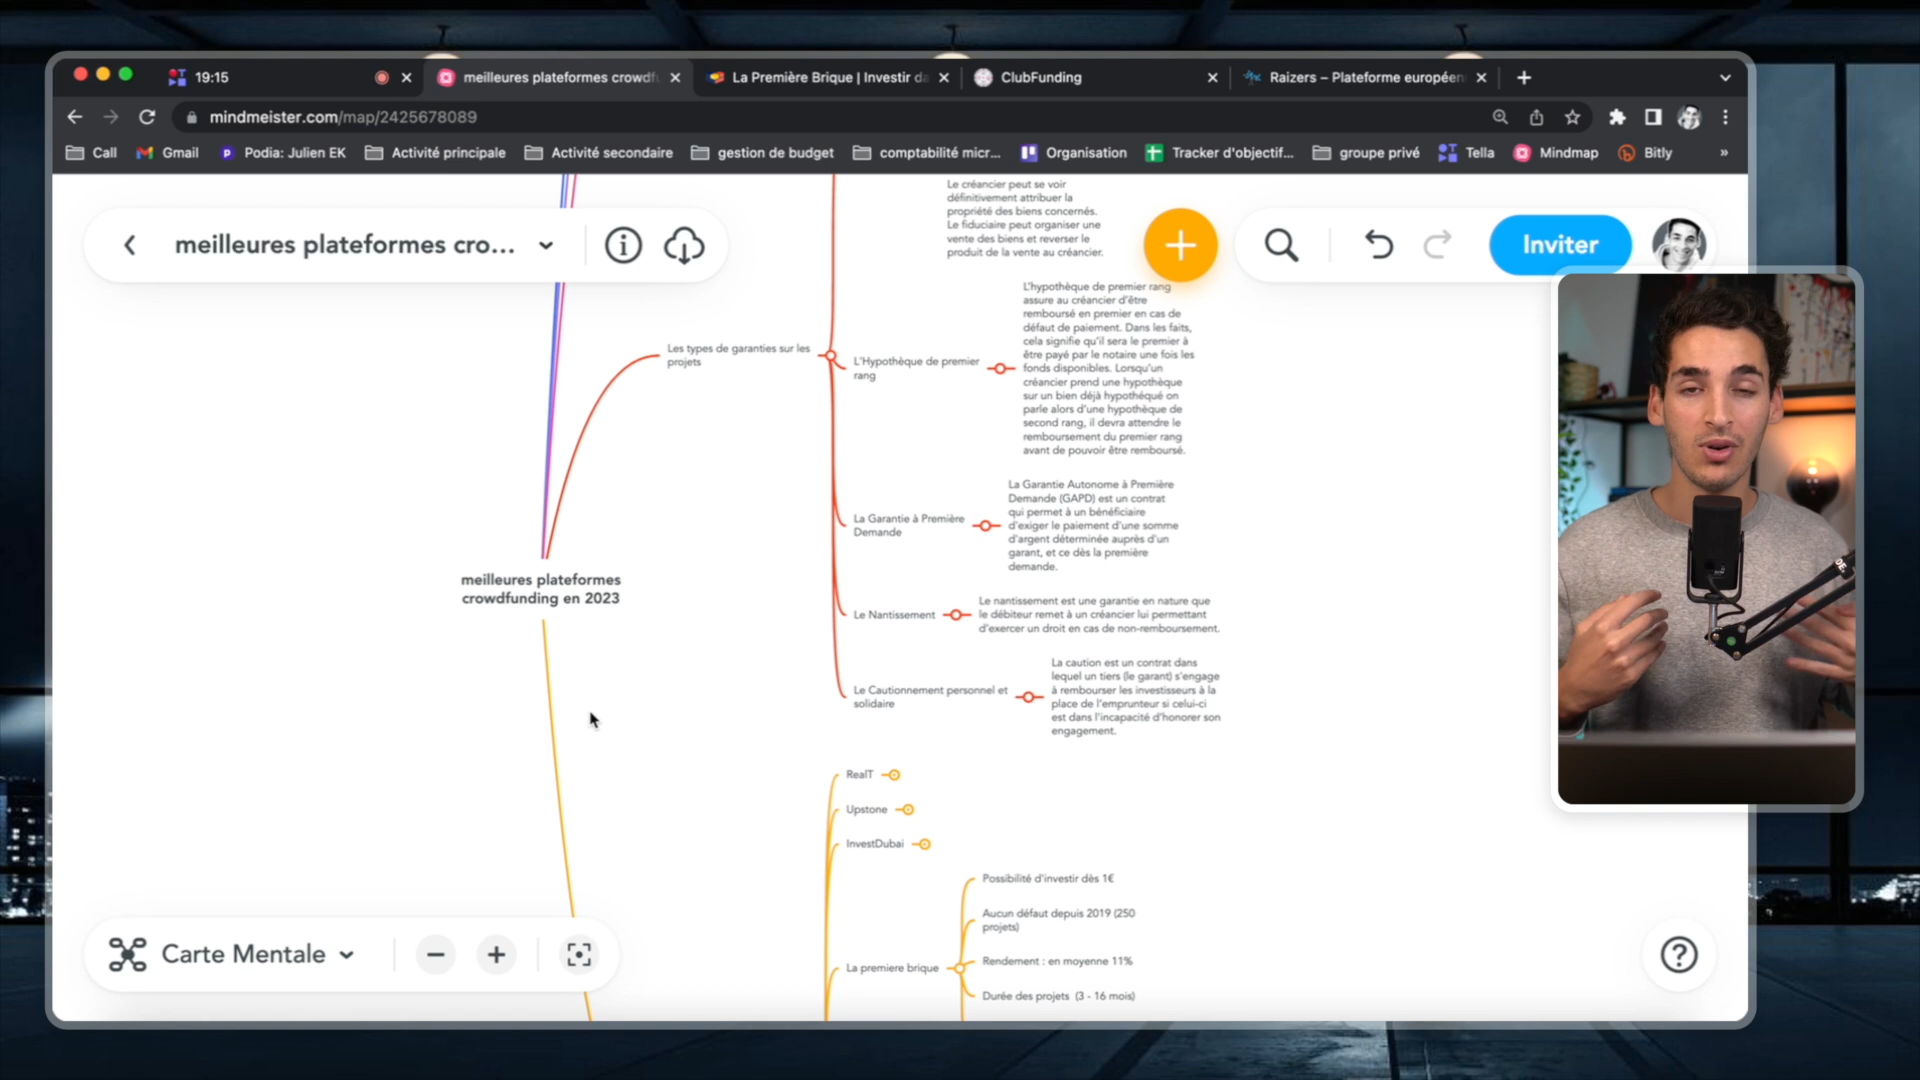 19:15
meilleures plateformes crowdf
La Première Brique | Investir da
ClubFunding
Raizers – Plateforme européen
mindmeister.com/map/2425678089
Call
Gmail
Podia: Julien EK
Activité principale
Activité secondaire
gestion de budget
comptabilité micr...
Organisation
Tracker d'objectif...
groupe privé
Tella
Mindmap
Bitly
»
meilleures plateformes cro...
Inviter
Le créancier peut se voir
définitivement attribuer la
propriété des biens concernés.
Le fiduciaire peut organiser une
vente des biens et reverser le
produit de la vente au créancier.
Les types de garanties sur les
projets
L'Hypothèque de premier
rang
L'hypothèque de premier rang
assure au créancier d'être
remboursé en premier en cas de
défaut de paiement. Dans les faits,
cela signifie qu'il sera le premier à
être payé par le notaire une fois les
fonds disponibles. Lorsqu'un
créancier prend une hypothèque
sur un bien déjà hypothéqué on
parle alors d'une hypothèque de
second rang, il devra attendre le
remboursement du premier rang
avant de pouvoir être remboursé.
La Garantie à Première
Demande
La Garantie Autonome à Première
Demande (GAPD) est un contrat
qui permet à un bénéficiaire
d'exiger le paiement d'une somme
d'argent déterminée auprès d'un
garant, et ce dès la première
demande.
meilleures plateformes
crowdfunding en 2023
Le Nantissement
Le nantissement est une garantie en nature que
le débiteur remet à un créancier lui permettant
d'exercer un droit en cas de non-remboursement.
Le Cautionnement personnel et
solidaire
La caution est un contrat dans
lequel un tiers (le garant) s'engage
à rembourser les investisseurs à la
place de l'emprunteur si celui-ci
est dans l'incapacité d'honorer son
engagement.
RealT
Upstone
InvestDubai
Possibilité d'investir dès 1€
Aucun défaut depuis 2019 (250
projets)
La premiere brique
Rendement : en moyenne 11%
Durée des projets (3 - 16 mois)
Carte Mentale